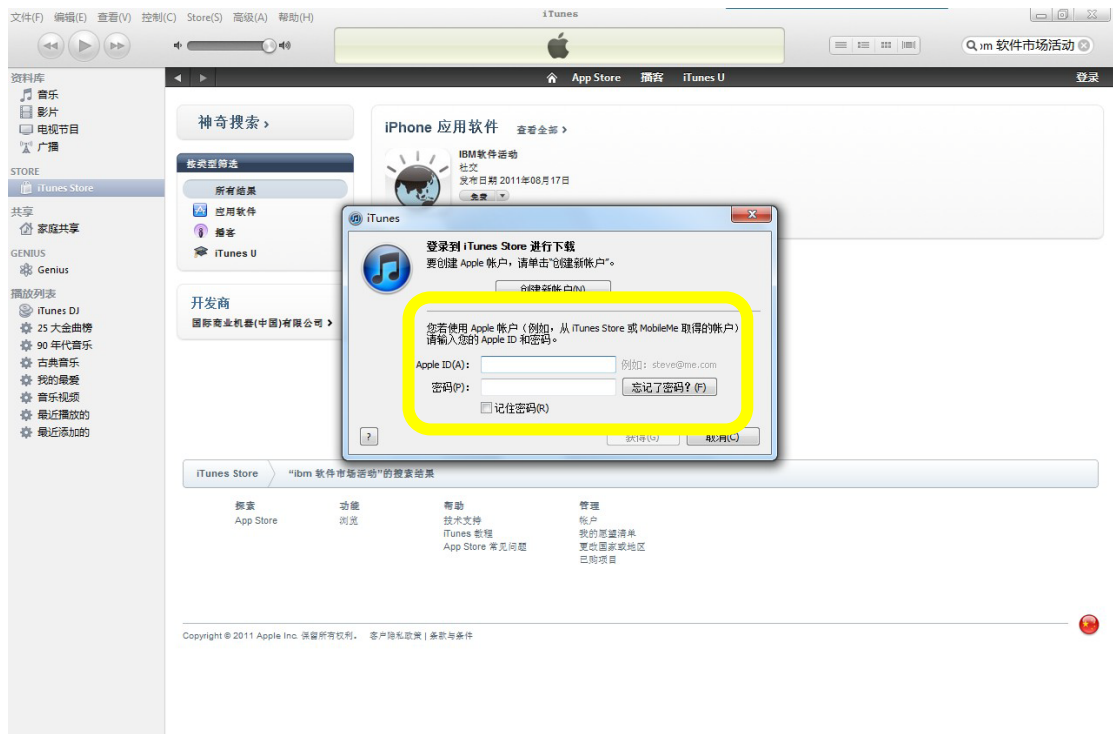 iTunes
文件(F) 编辑(E) 查看(V) 控制(C) Store(S) 高级(A) 帮助(H)
软件市场活动
App Store 播客 iTunes U 登录
资料库
音乐
影片
电视节目
广播
STORE
iTunes Store
共享
家庭共享
GENIUS
Genius
播放列表
iTunes DJ
25 大金曲榜
90 年代音乐
古典音乐
我的最爱
音乐视频
最近播放的
最近添加的
神奇搜索 ›
按类型筛选
所有结果
应用软件
播客
iTunes U
开发商
国际商业机器(中国)有限公司 ›
iPhone 应用软件 查看全部 ›
IBM软件活动
社交
发布日期 2011年08月17日
免费
iTunes
登录到 iTunes Store 进行下载
要创建 Apple 帐户，请单击“创建新帐户”。
创建新帐户(N)
您若使用 Apple 帐户（例如，从 iTunes Store 或 MobileMe 取得的帐户）
请输入您的 Apple ID 和密码。
Apple ID(A): 例如: steve@me.com
密码(P): 忘记了密码? (F)
记住密码(R)
? 获得(G) 取消(C)
iTunes Store “ibm 软件市场活动”的搜索结果
探索
App Store
功能
浏览
帮助
技术支持
iTunes 教程
App Store 常见问题
管理
帐户
我的愿望清单
更改国家或地区
已购项目
Copyright © 2011 Apple Inc. 保留所有权利。 客户隐私政策 | 条款与条件